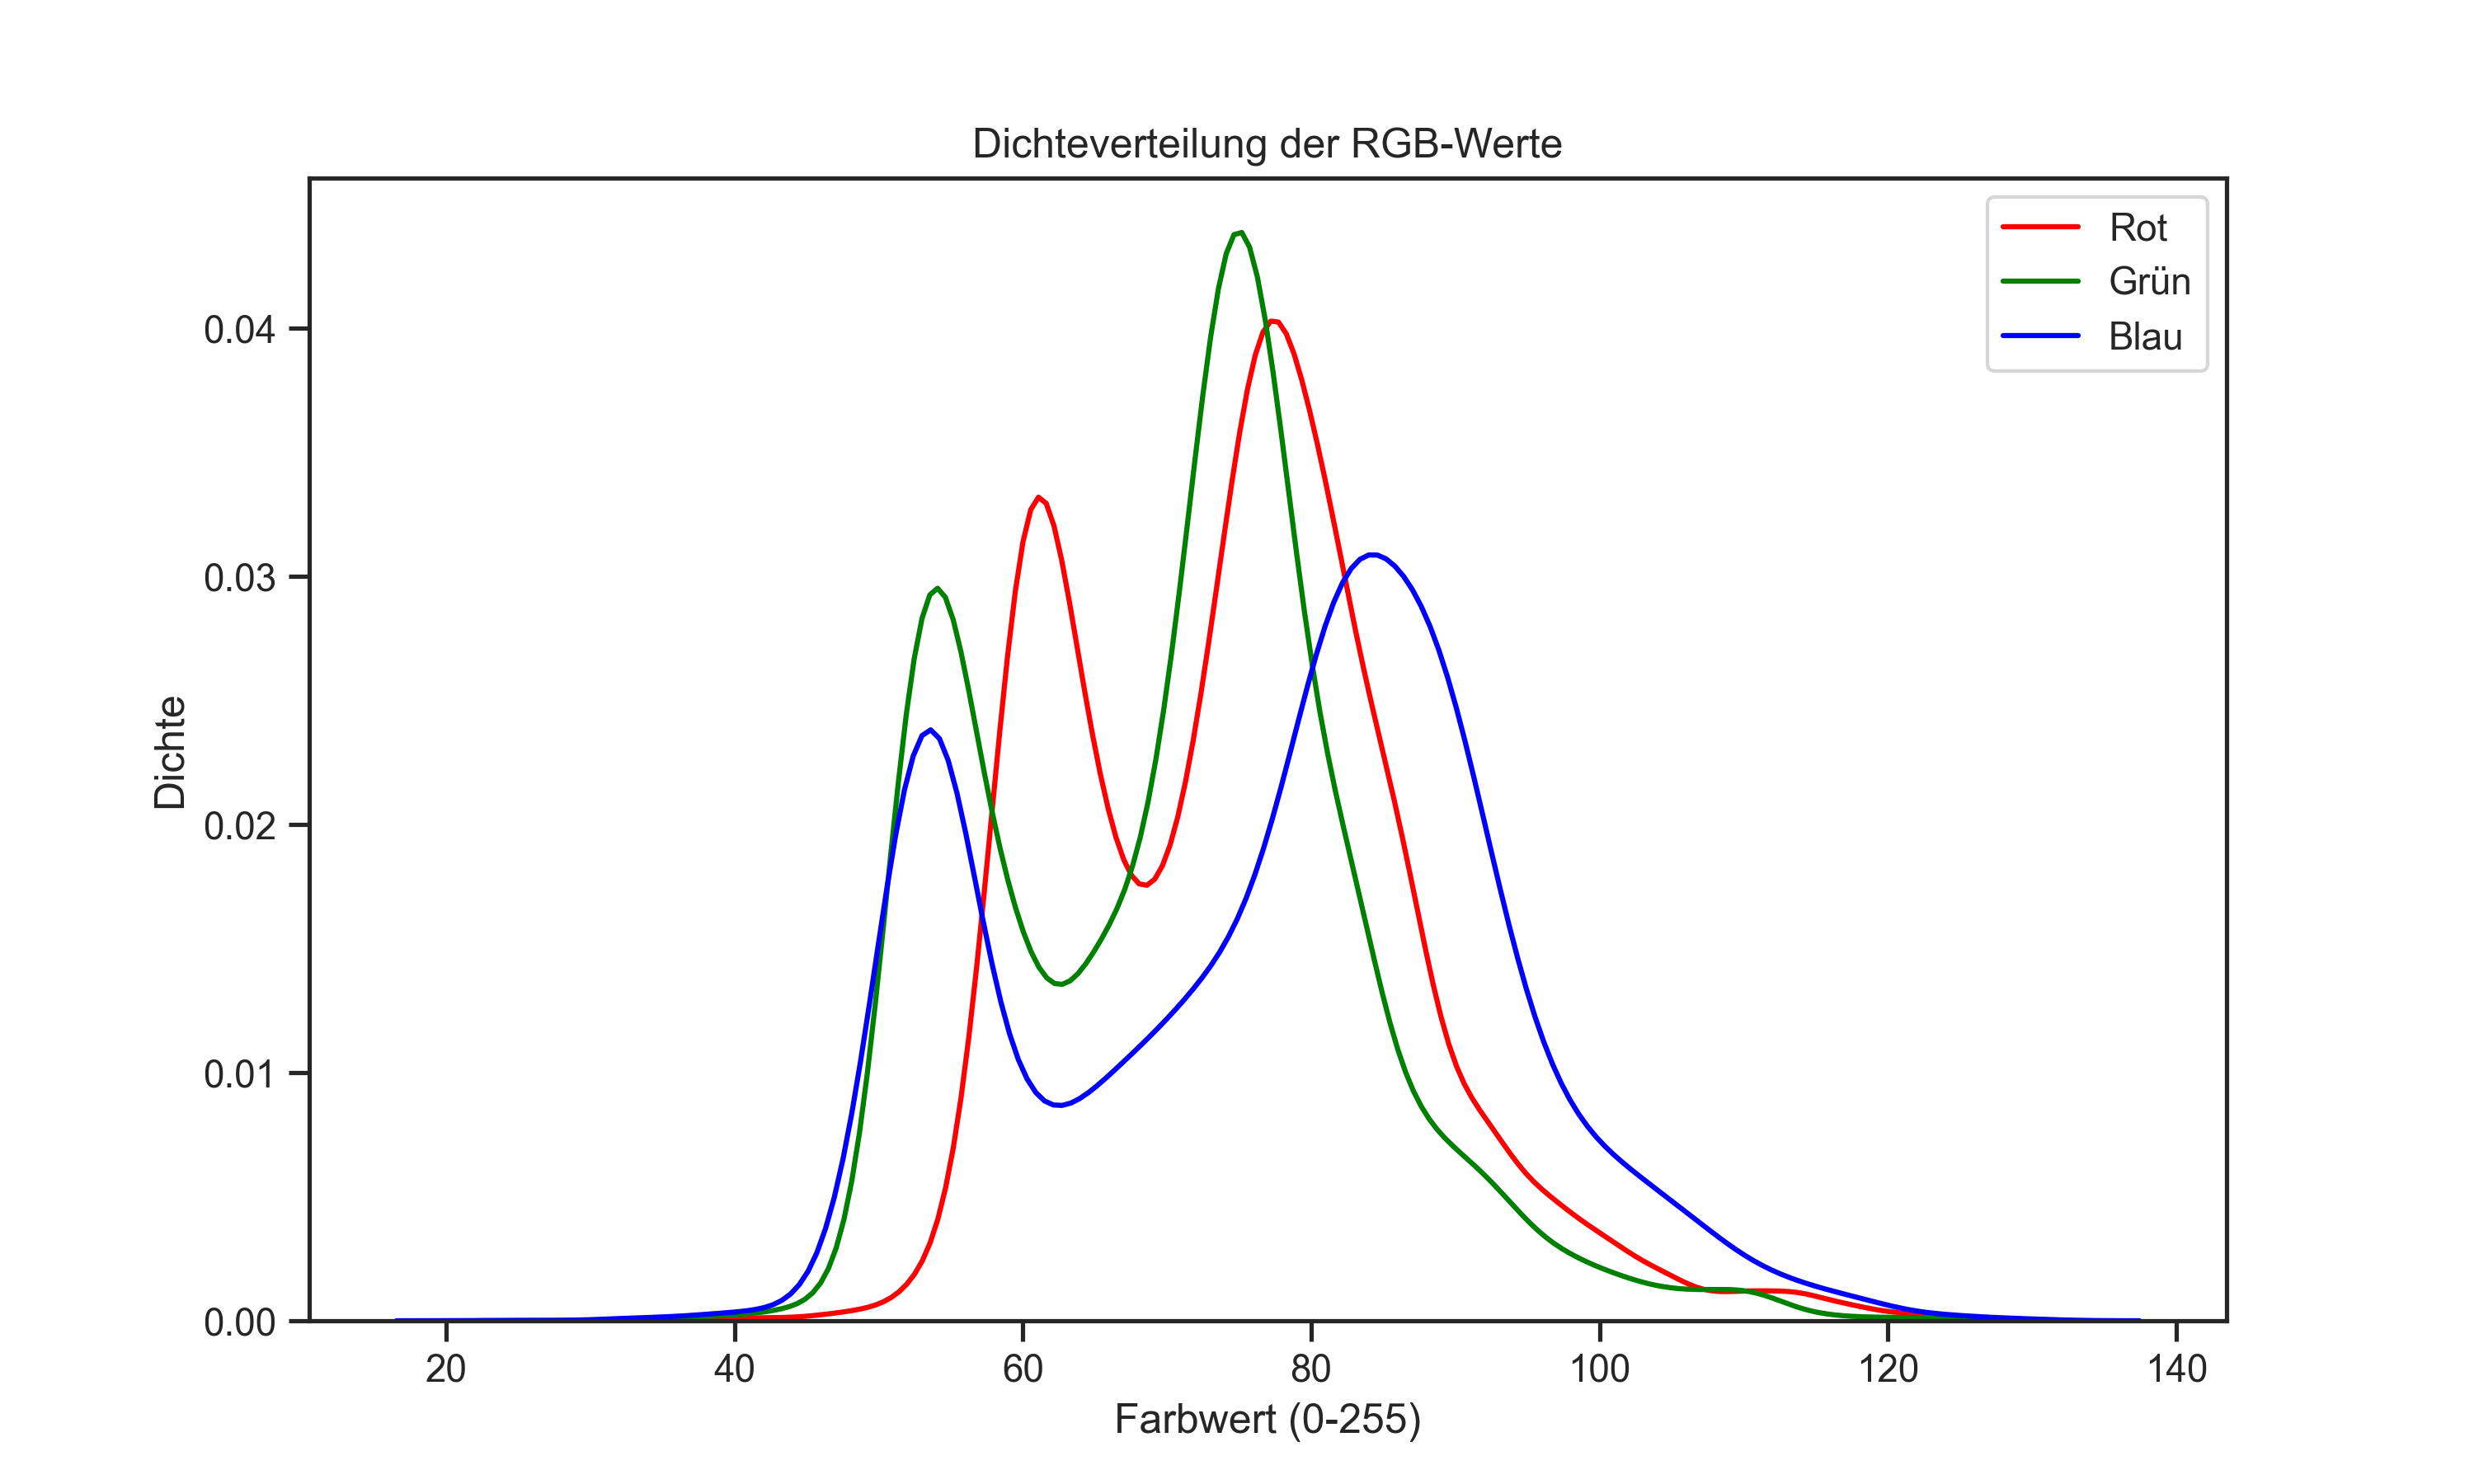 Dichteverteilung der RGB-Werte
Rot
Grün
Blau
0.04
0.03
0.02
0.01
0.00
Dichte
20 40 60 80 100 120 140
Farbwert (0-255)